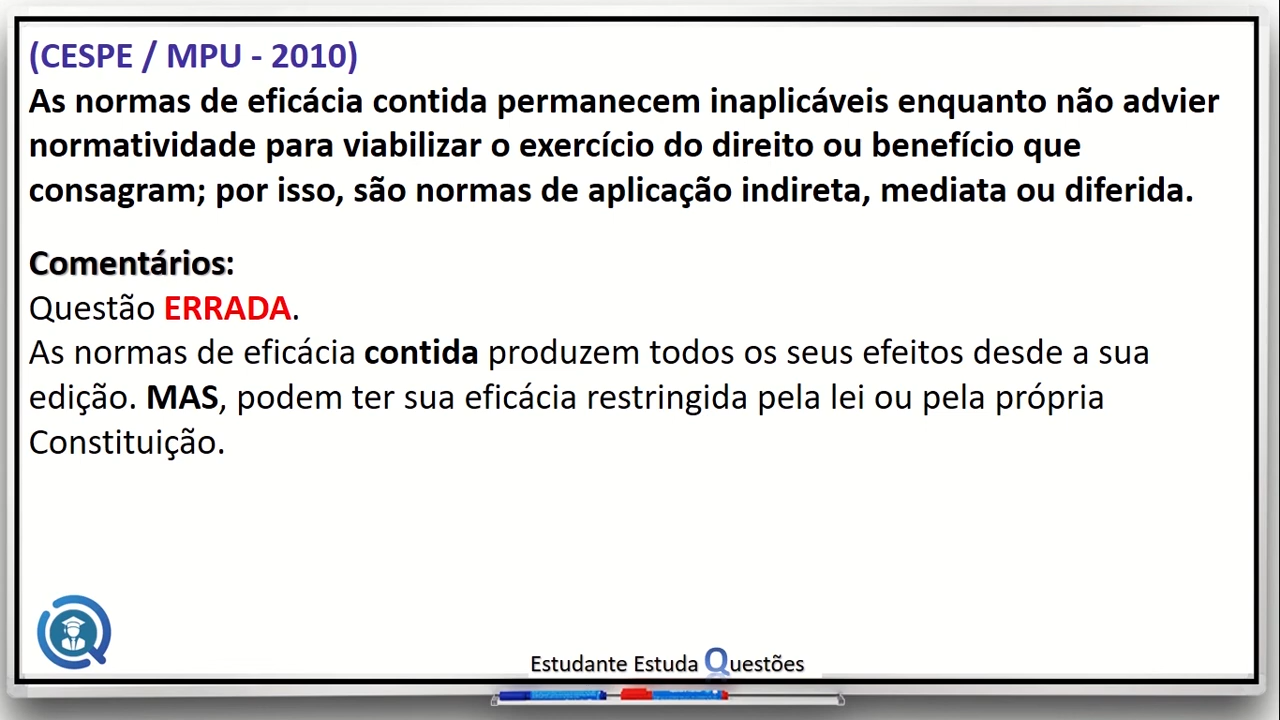 (CESPE / MPU - 2010)
As normas de eficácia contida permanecem inaplicáveis enquanto não advier
normatividade para viabilizar o exercício do direito ou benefício que
consagram; por isso, são normas de aplicação indireta, mediata ou diferida.
Comentários:
Questão ERRADA.
As normas de eficácia contida produzem todos os seus efeitos desde a sua
edição. MAS, podem ter sua eficácia restringida pela lei ou pela própria
Constituição.
Estudante Estuda Questões